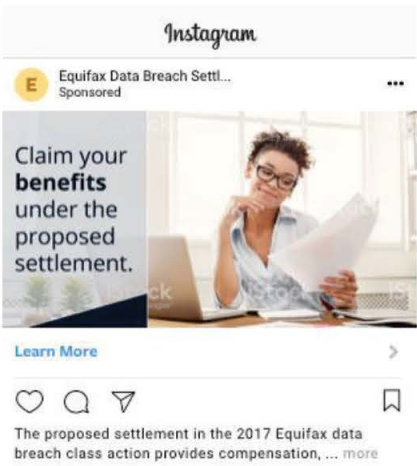 Instagram
E
Equifax Data Breach Settl...
Sponsored
Claim your
benefits
under the
proposed
settlement.
iStock
Learn More
The proposed settlement in the 2017 Equifax data
breach class action provides compensation, ... more